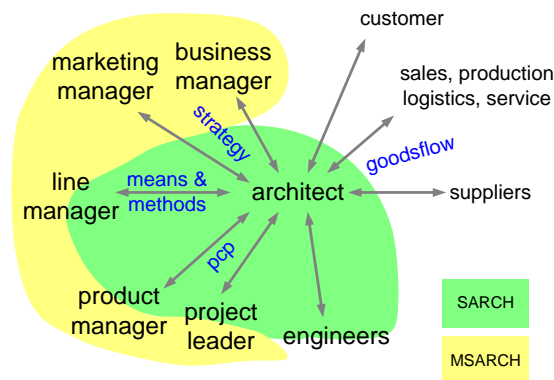 customer
business
manager
marketing
manager
sales, production
logistics, service
strategy
goodsflow
line
manager
means &
methods
architect
suppliers
pcp
product
manager
project
leader
engineers
SARCH
MSARCH